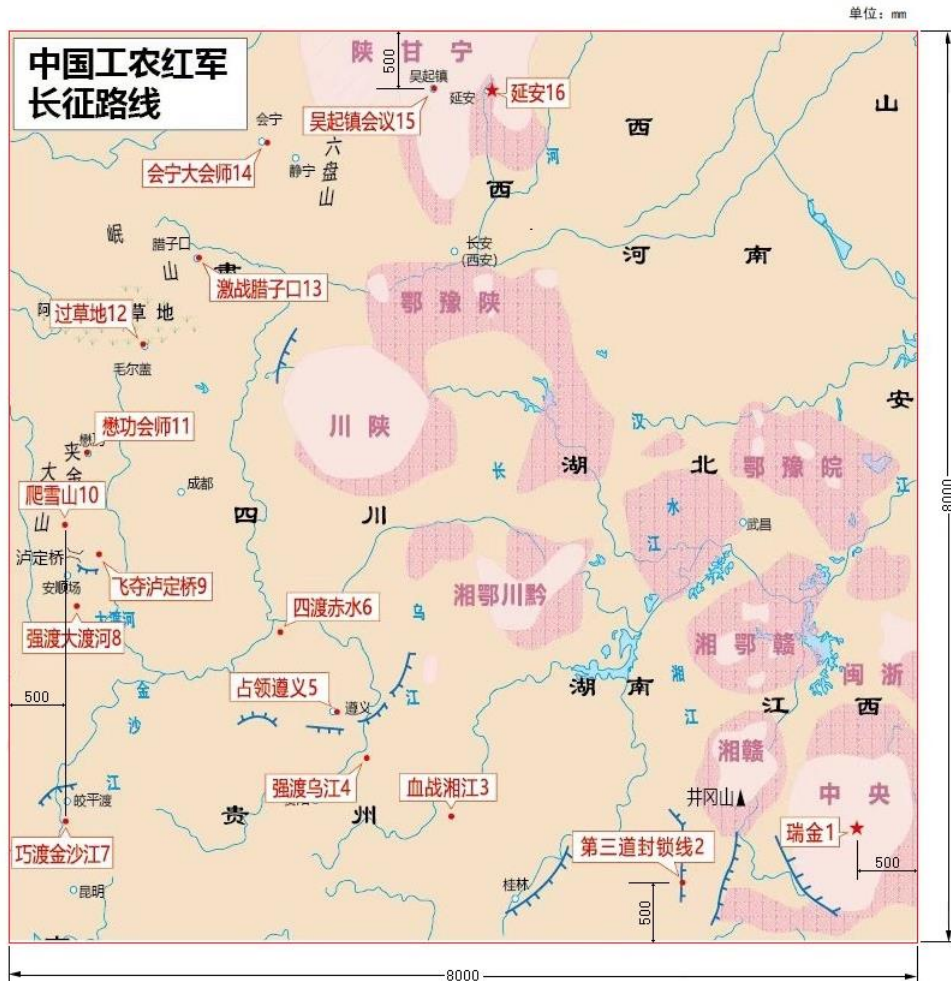 单位：mm
中国工农红军
长征路线
陕甘宁
500
吴起镇
延安
延安16
吴起镇会议15
山
西
会宁
六盘山
会宁大会师14
静宁
河
西
岷
腊子口
长安
(西安)
河南
山
激战腊子口13
鄂豫陕
阿
过草地12
草地
毛尔盖
安
川陕
汉
懋功会师11
夹金
大
长
湖北
鄂豫皖
江
成都
水
爬雪山10
山
四川
江
武昌
8000
泸定桥
安顺场
飞夺泸定桥9
湘鄂川黔
四渡赤水6
乌
大渡河
强渡大渡河8
湘鄂赣
湘
闽浙
占领遵义5
湖南
500
金
江
遵义
江
江西
沙
湘赣
江
强渡乌江4
血战湘江3
井冈山
中央
皎平渡
贵州
瑞金1
巧渡金沙江7
第三道封锁线2
500
昆明
桂林
500
8000